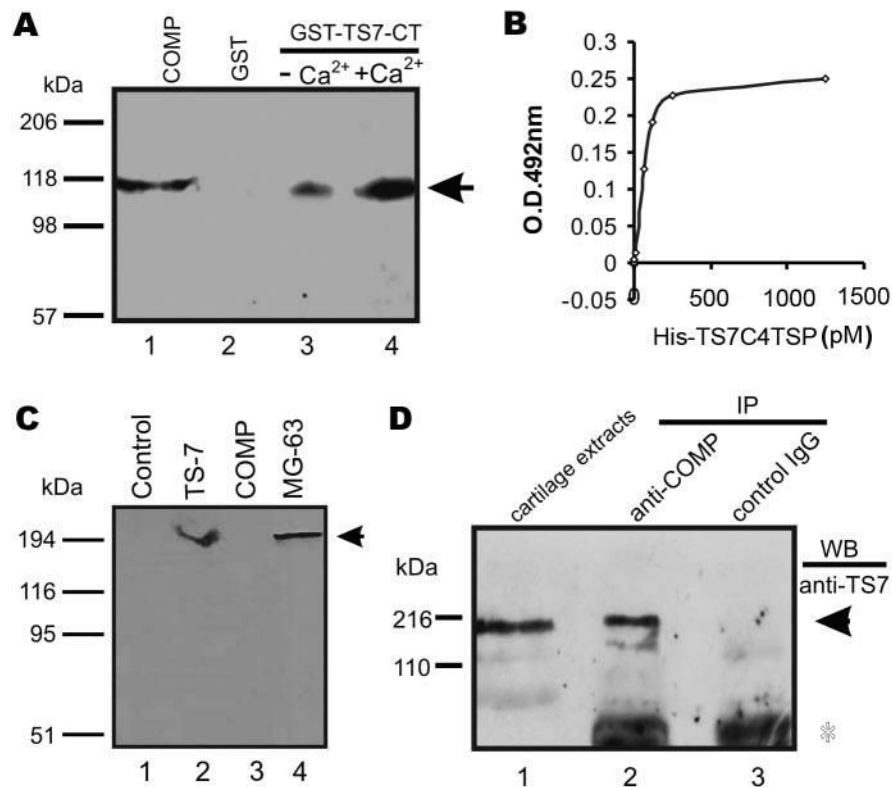 A
COMP
GST
GST-TS7-CT
- Ca2+ +Ca2+
kDa
206
118
98
57
1 2 3 4
B
O.D.492nm
0.3
0.25
0.2
0.15
0.1
0.05
0
-0.05
0 500 1000 1500
His-TS7C4TSP (pM)
C
Control
TS-7
COMP
MG-63
kDa
194
116
95
51
1 2 3 4
D
IP
cartilage extracts
anti-COMP
control IgG
WB
anti-TS7
kDa
216
110
*
1 2 3